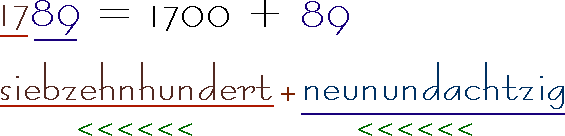 1789 = 1700 + 89
siebzehnhundert + neunundachtzig
<<<<<< <<<<<<